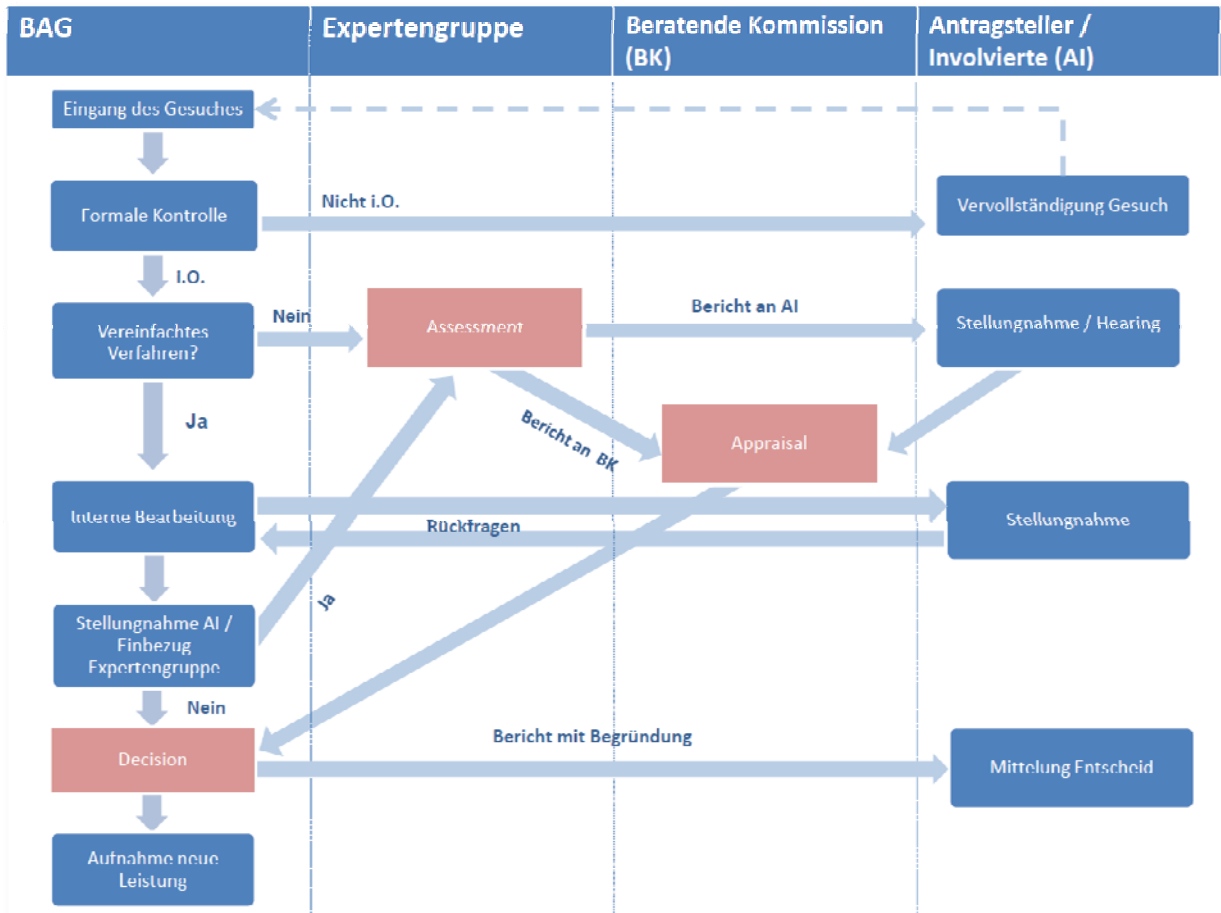 BAG
Expertengruppe
Beratende Kommission
(BK)
Antragsteller /
Involvierte (AI)
Eingang des Gesuches
Formale Kontrolle
Nicht i.O.
Vervollständigung Gesuch
I.O.
Vereinfachtes
Verfahren?
Nein
Assessment
Bericht an AI
Stellungnahme / Hearing
Ja
Bericht an BK
Appraisal
Interne Bearbeitung
Rückfragen
Stellungnahme
Ja
Stellungnahme AI /
Einbezug
Expertengruppe
Nein
Decision
Bericht mit Begründung
Mittelung Entscheid
Aufnahme neue
Leistung